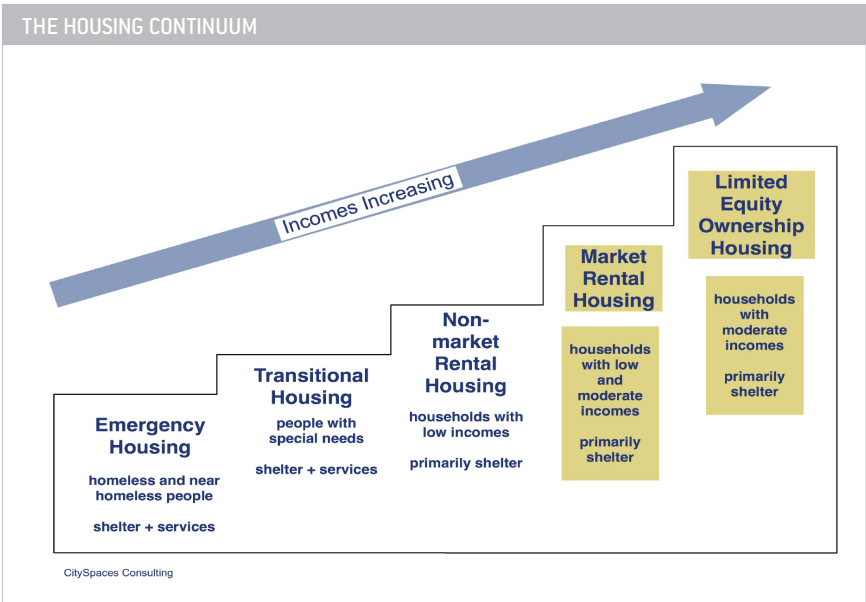 THE HOUSING CONTINUUM
Incomes Increasing
Emergency
Housing
homeless and near
homeless people
shelter + services
Transitional
Housing
people with
special needs
shelter + services
Non-
market
Rental
Housing
households with
low incomes
primarily shelter
Market
Rental
Housing
households
with low
and
moderate
incomes
primarily
shelter
Limited
Equity
Ownership
Housing
households
with
moderate
incomes
primarily
shelter
CitySpaces Consulting